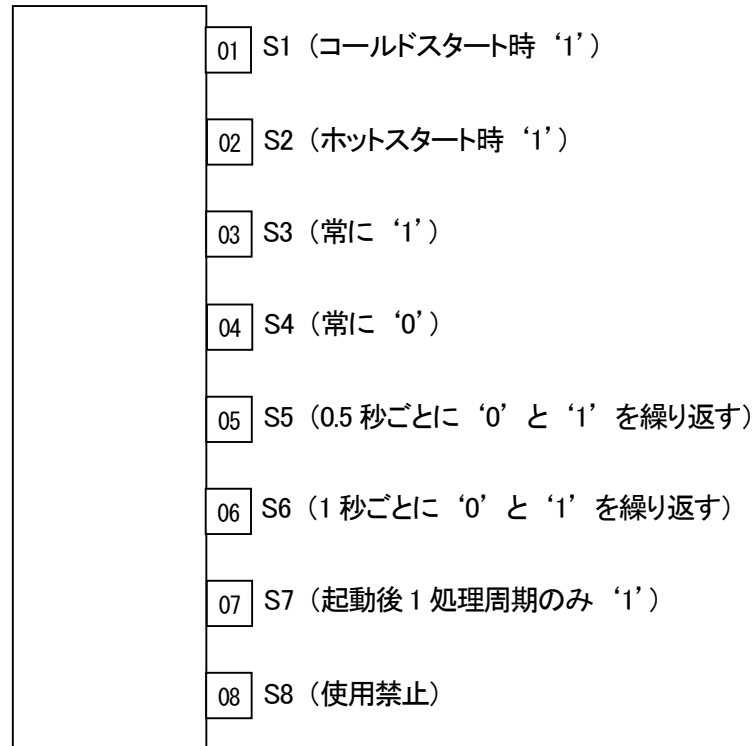 01 S1（コールドスタート時 ‘1’）
02 S2（ホットスタート時 ‘1’）
03 S3（常に ‘1’）
04 S4（常に ‘0’）
05 S5（0.5 秒ごとに ‘0’ と ‘1’ を繰り返す）
06 S6（1 秒ごとに ‘0’ と ‘1’ を繰り返す）
07 S7（起動後 1 処理周期のみ ‘1’）
08 S8（使用禁止）